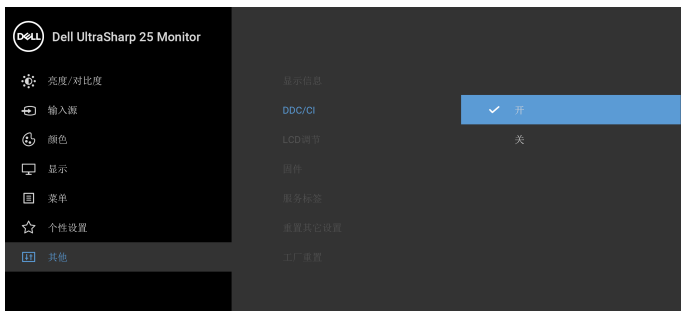 DELL Dell UltraSharp 25 Monitor
亮度/对比度
显示信息
输入源
DDC/CI
开
颜色
LCD调节
关
显示
固件
菜单
服务标签
个性设置
重置其它设置
其他
工厂重置